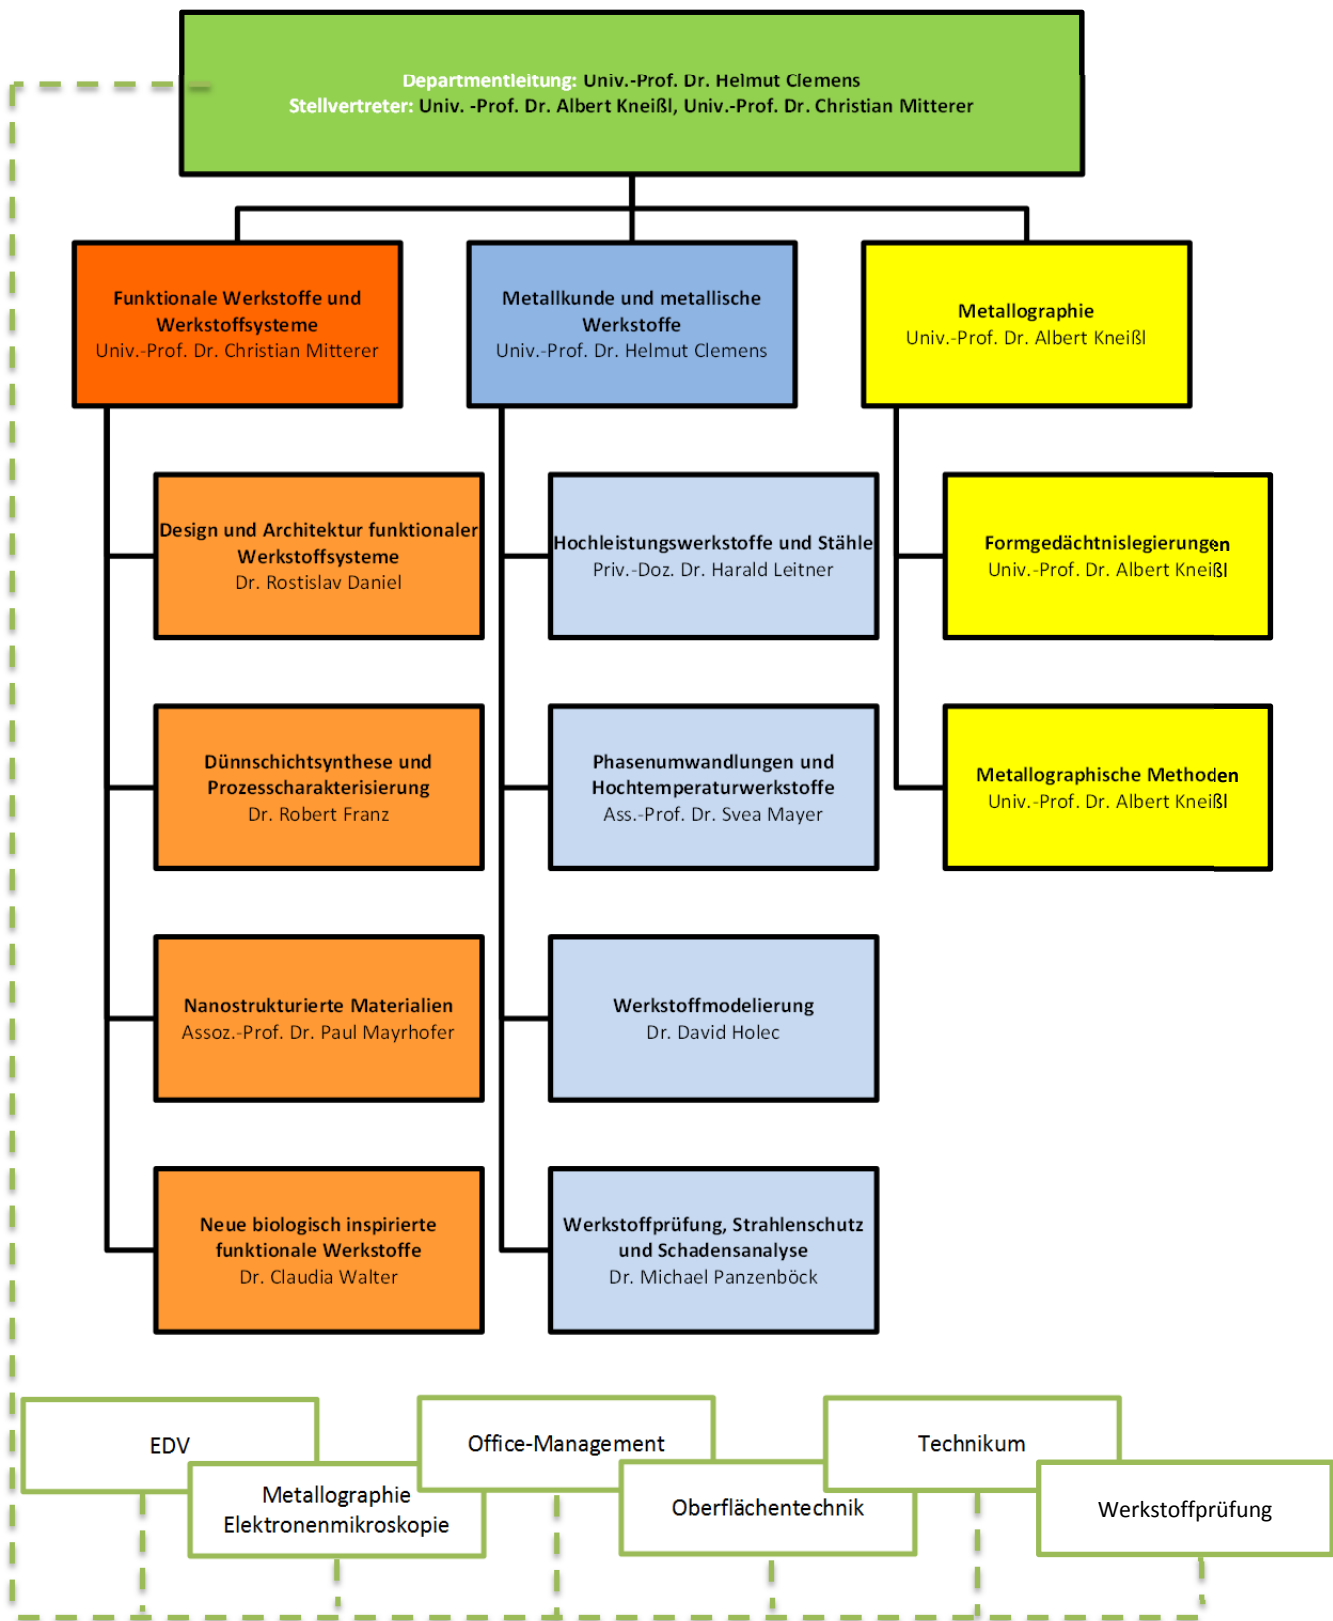 Departmentleitung: Univ.-Prof. Dr. Helmut Clemens
Stellvertreter: Univ. -Prof. Dr. Albert Kneißl, Univ.-Prof. Dr. Christian Mitterer
Funktionale Werkstoffe und
Werkstoffsysteme
Univ.-Prof. Dr. Christian Mitterer
Metallkunde und metallische
Werkstoffe
Univ.-Prof. Dr. Helmut Clemens
Metallographie
Univ.-Prof. Dr. Albert Kneißl
Design und Architektur funktionaler
Werkstoffsysteme
Dr. Rostislav Daniel
Hochleistungswerkstoffe und Stähle
Priv.-Doz. Dr. Harald Leitner
Formgedächtnislegierungen
Univ.-Prof. Dr. Albert Kneißl
Dünnschichtsynthese und
Prozesscharakterisierung
Dr. Robert Franz
Phasenumwandlungen und
Hochtemperaturwerkstoffe
Ass.-Prof. Dr. Svea Mayer
Metallographische Methoden
Univ.-Prof. Dr. Albert Kneißl
Nanostrukturierte Materialien
Assoz.-Prof. Dr. Paul Mayrhofer
Werkstoffmodelierung
Dr. David Holec
Neue biologisch inspirierte
funktionale Werkstoffe
Dr. Claudia Walter
Werkstoffprüfung, Strahlenschutz
und Schadensanalyse
Dr. Michael Panzenböck
EDV
Metallographie
Elektronenmikroskopie
Office-Management
Oberflächentechnik
Technikum
Werkstoffprüfung